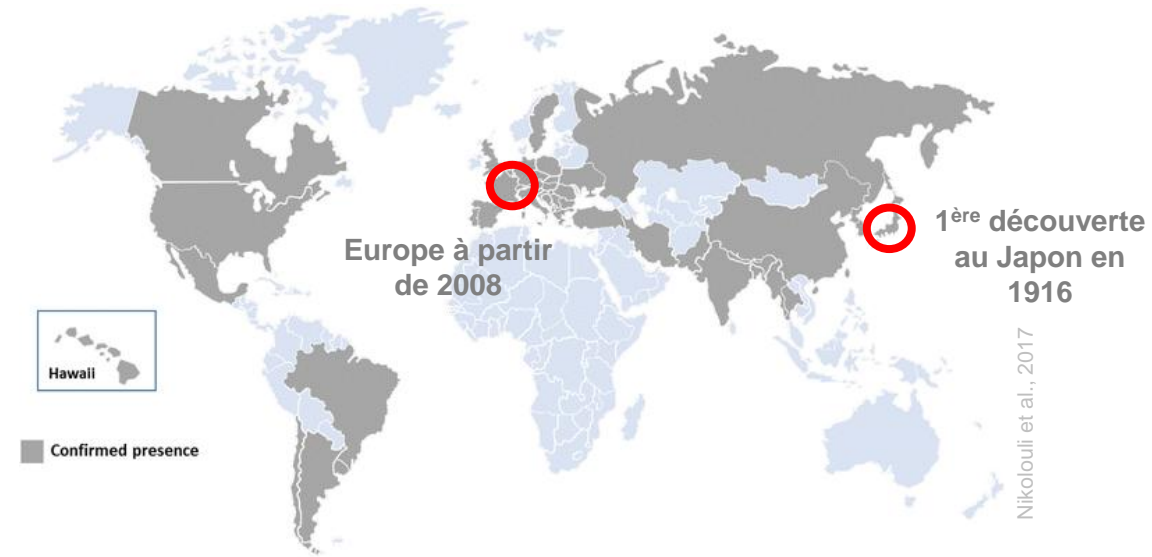 Europe à partir
de 2008
1ère découverte
au Japon en
1916
Hawaii
Confirmed presence
Nikolouli et al., 2017